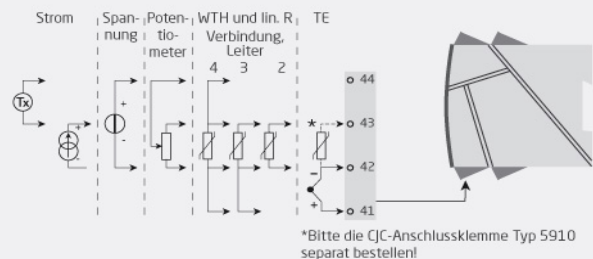 Strom
Span-
nung
Poten-
tio-
meter
WTH und lin. R
Verbindung,
Leiter
4 3 2
TE
Tx
+
-
+
-
*
−
+
44
43
42
41
*Bitte die CJC-Anschlussklemme Typ 5910
separat bestellen!